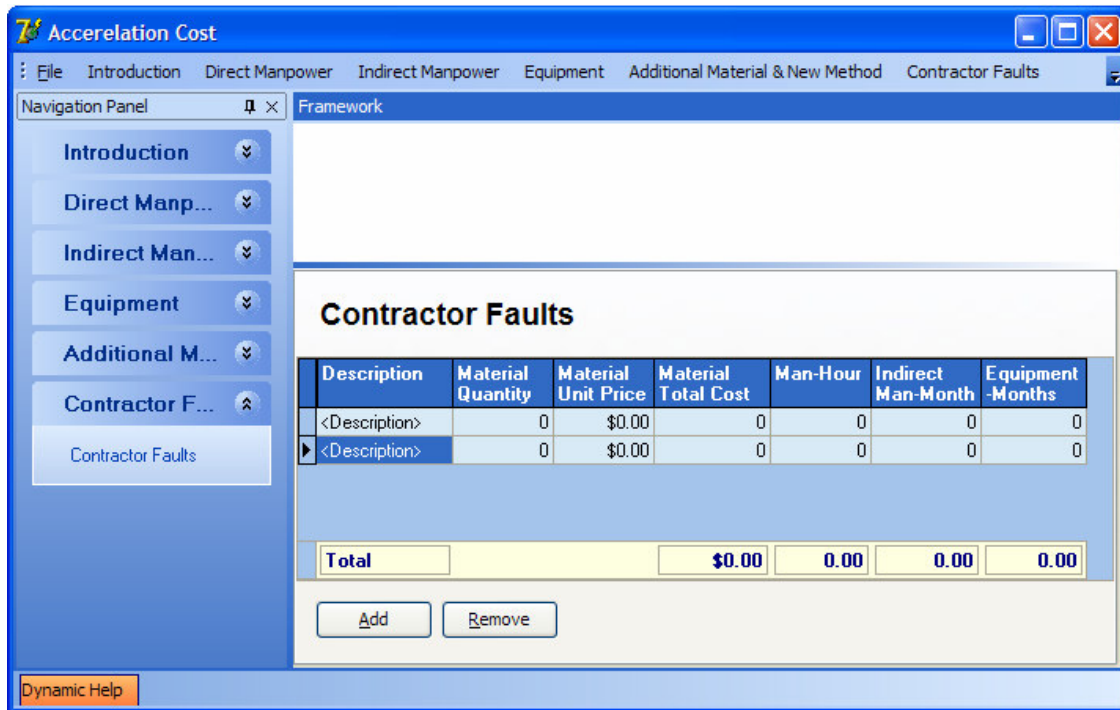 Accerelation Cost
File Introduction Direct Manpower Indirect Manpower Equipment Additional Material & New Method Contractor Faults
Navigation Panel
Framework
Introduction
Direct Manp...
Indirect Man...
Equipment
Additional M...
Contractor F...
Contractor Faults
Contractor Faults
Description Material Quantity Material Unit Price Material Total Cost Man-Hour Indirect Man-Month Equipment -Months
<Description> 0 $0.00 0 0 0 0
<Description> 0 $0.00 0 0 0 0
Total $0.00 0.00 0.00 0.00
Add Remove
Dynamic Help